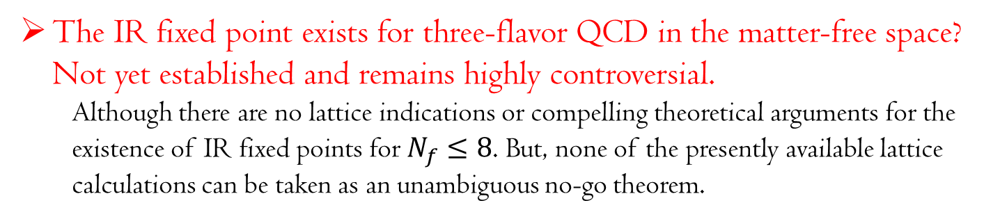 ➢ The IR fixed point exists for three-flavor QCD in the matter-free space?
Not yet established and remains highly controversial.
Although there are no lattice indications or compelling theoretical arguments for the
existence of IR fixed points for N_f ≤ 8. But, none of the presently available lattice
calculations can be taken as an unambiguous no-go theorem.